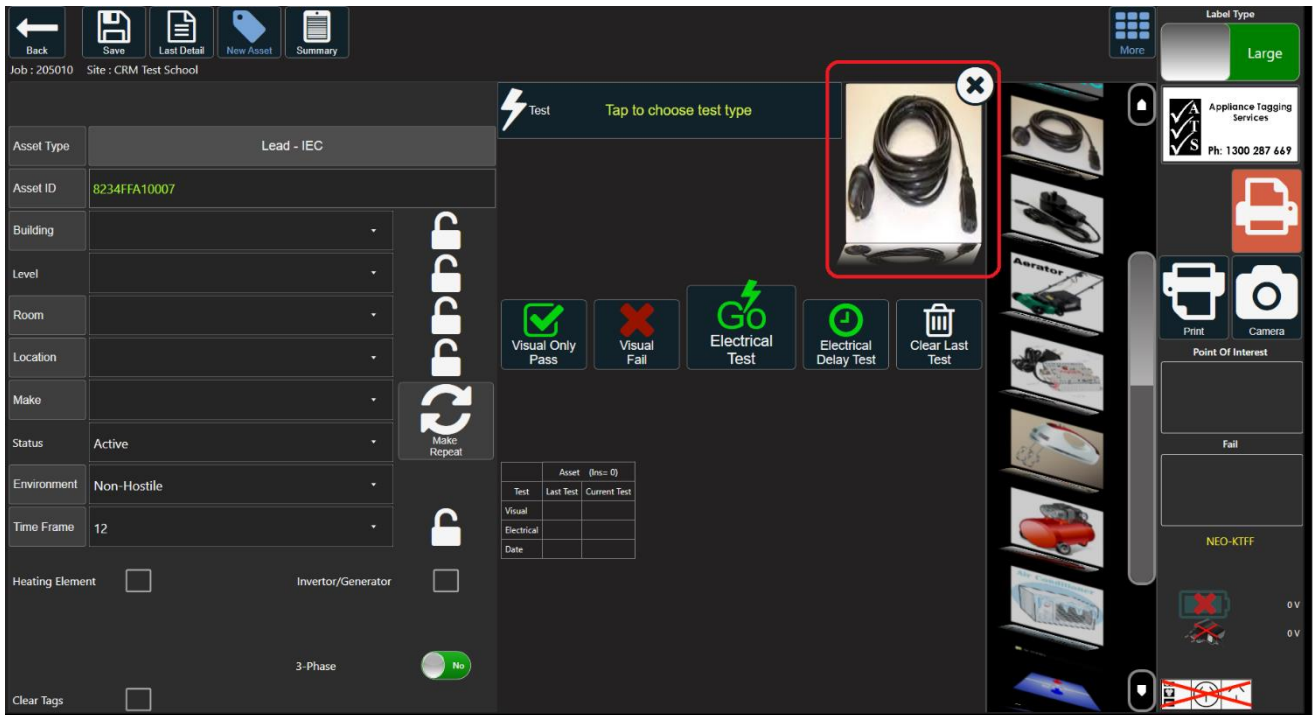 Back
Save
Last Detail
New Asset
Summary
More
Job : 205010 Site : CRM Test School
Label Type
Large
Test Tap to choose test type
Appliance Tagging
Services
A
T
S
Ph: 1300 287 669
Asset Type Lead - IEC
Asset ID 8234FFA10007
Building
Level
Room
Location
Make
Make
Repeat
Status Active
Environment Non-Hostile
Time Frame 12
Heating Element
Invertor/Generator
3-Phase No
Clear Tags
Visual Only
Pass
Visual
Fail
Go
Electrical
Test
Electrical
Delay Test
Clear Last
Test
Asset (Ins= 0)
Test Last Test Current Test
Visual
Electrical
Date
Aerator
Air Conditioner
Print
Camera
Point Of Interest
Fail
NEO-KTFF
0 V
0 V